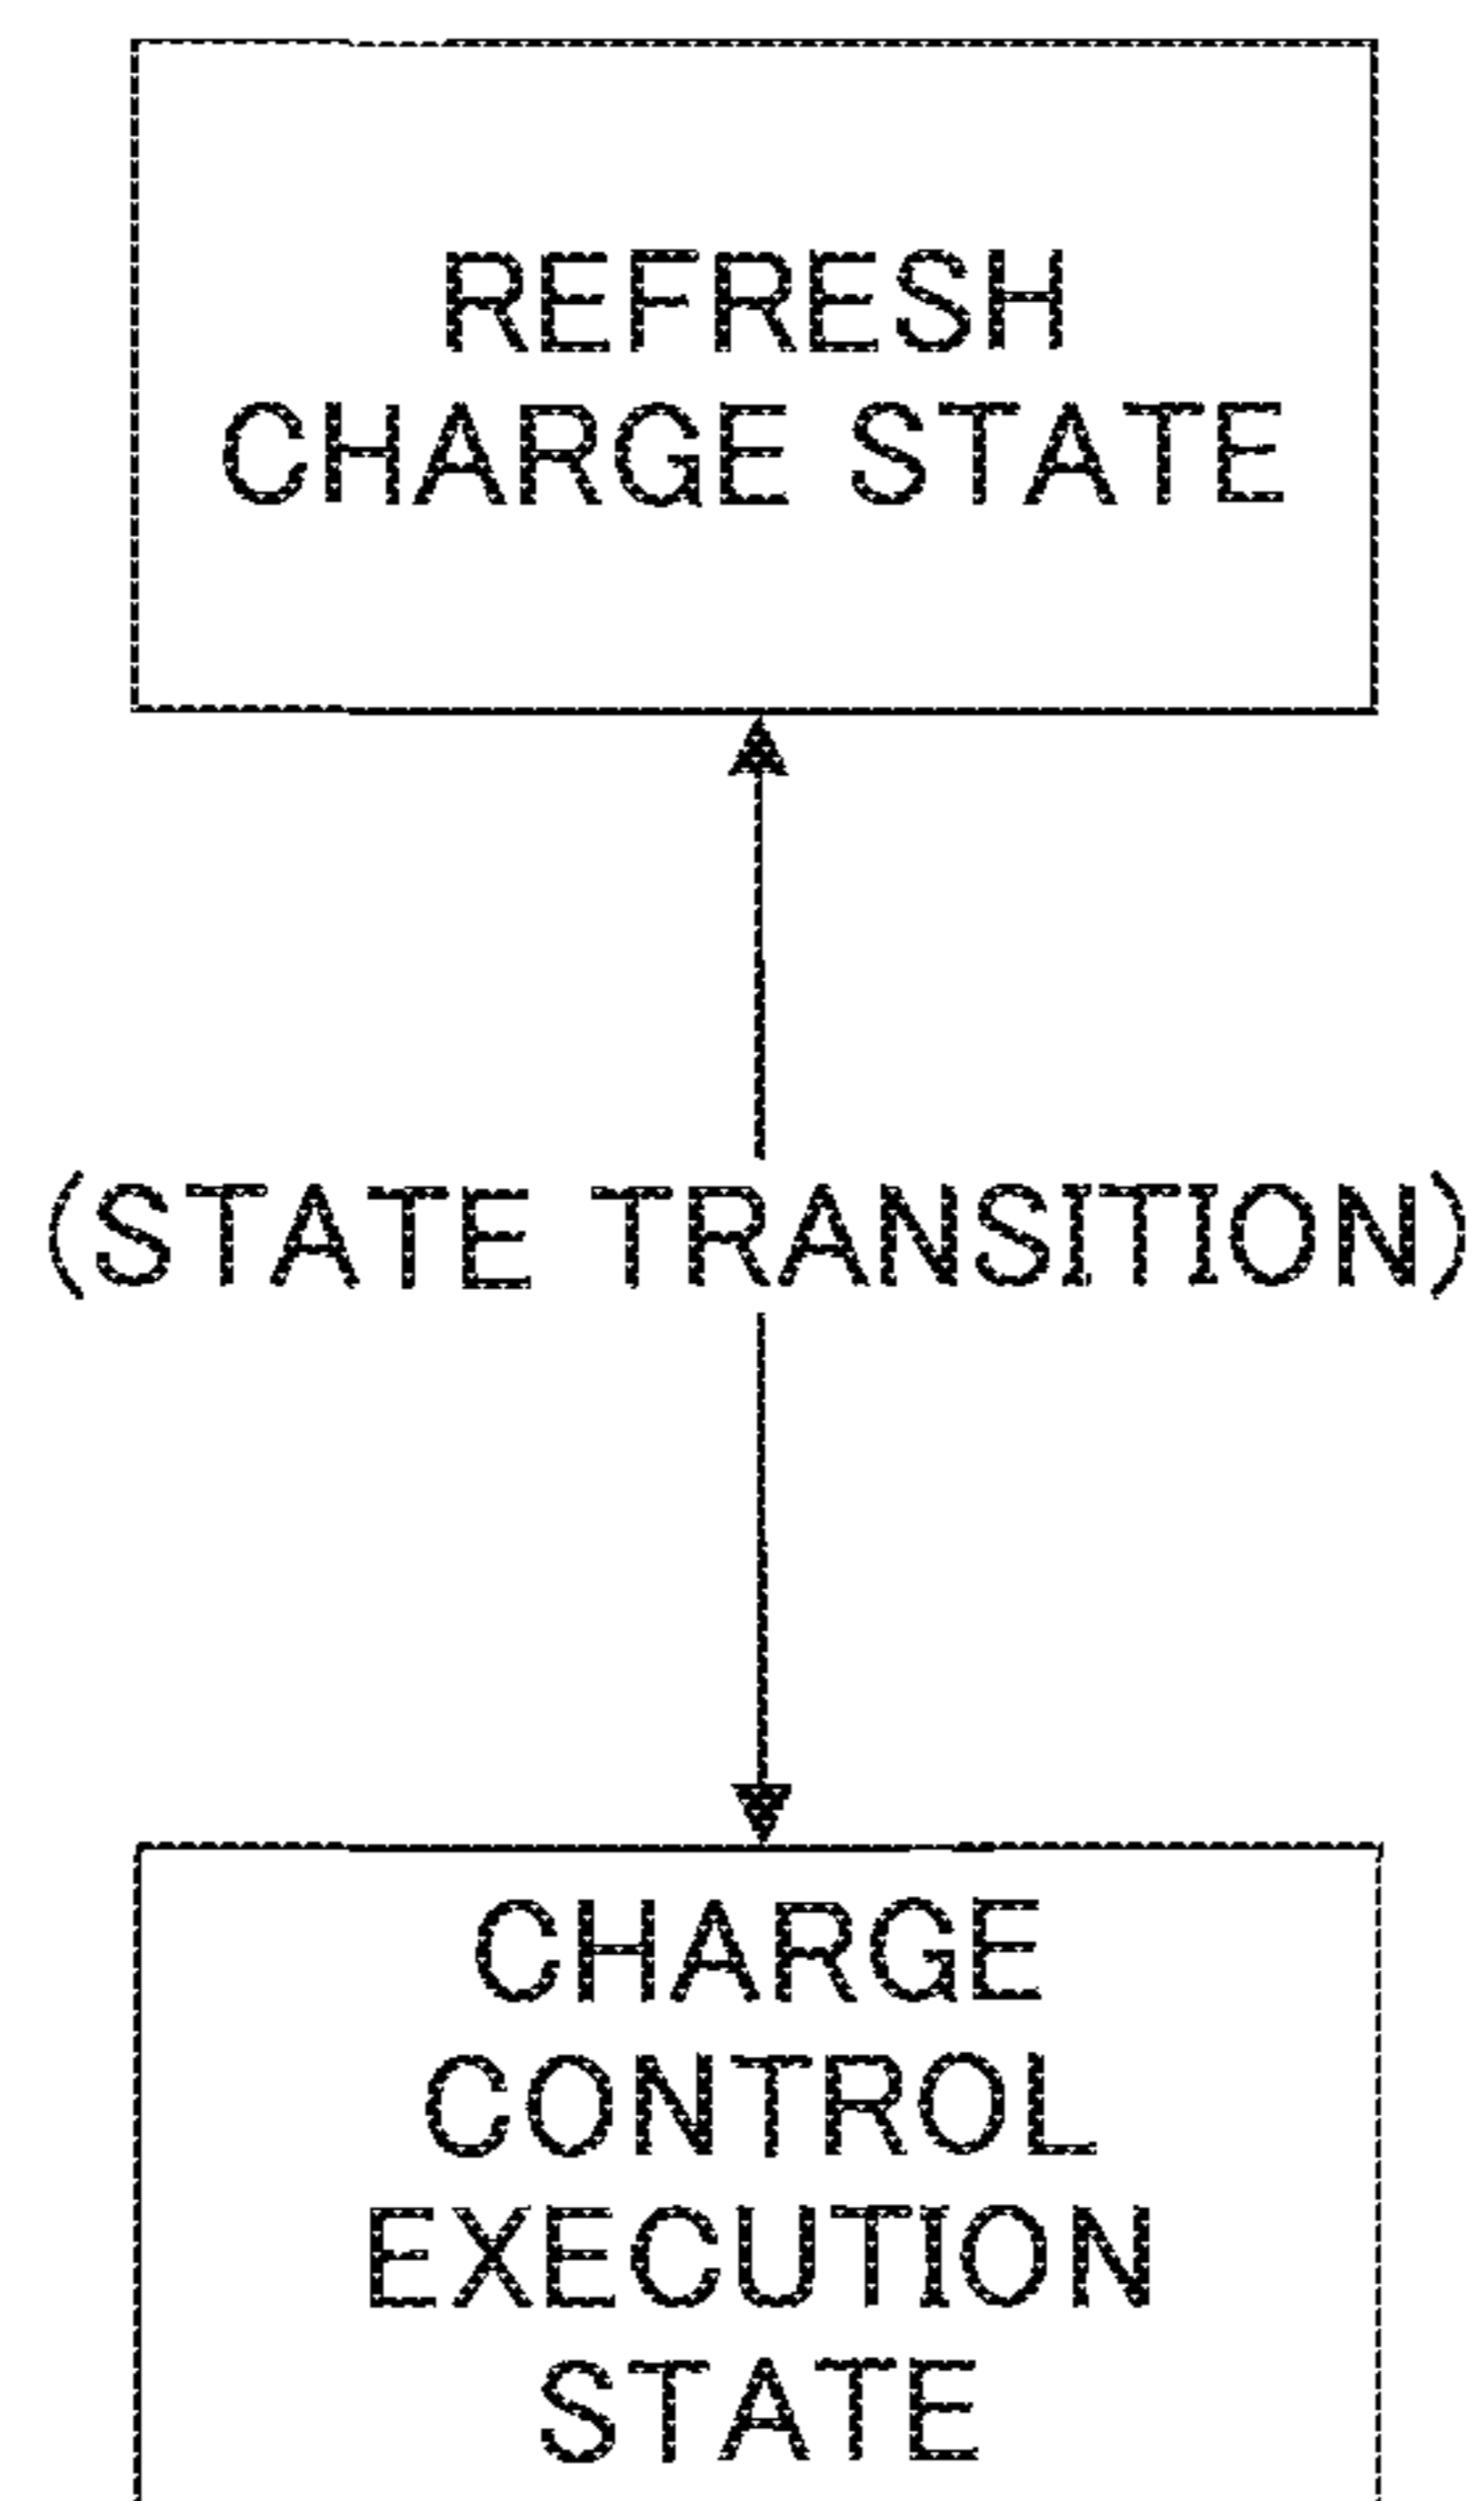 REFRESH
CHARGE STATE
(STATE TRANSITION)
CHARGE
CONTROL
EXECUTION
STATE